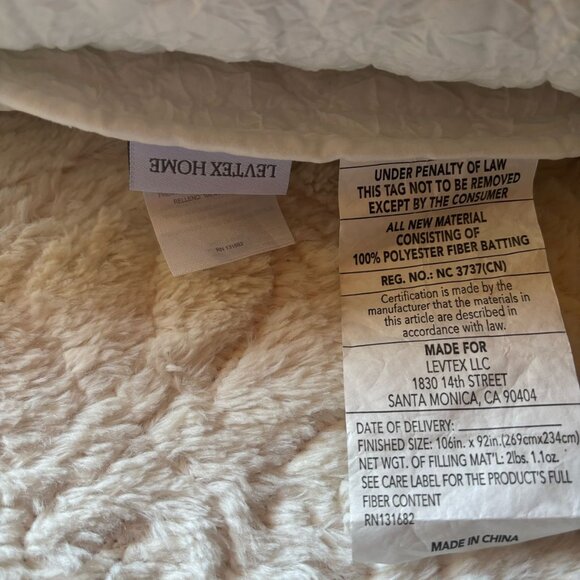 LEVTEX HOME
RN 131682
UNDER PENALTY OF LAW
THIS TAG NOT TO BE REMOVED
EXCEPT BY THE CONSUMER
ALL NEW MATERIAL
CONSISTING OF
100% POLYESTER FIBER BATTING
REG. NO.: NC 3737(CN)
Certification is made by the
manufacturer that the materials in
this article are described in
accordance with law.
MADE FOR
LEVTEX LLC
1830 14th STREET
SANTA MONICA, CA 90404
DATE OF DELIVERY:
FINISHED SIZE: 106in. x 92in.(269cmx234cm)
NET WGT. OF FILLING MAT'L: 2lbs. 1.1oz.
SEE CARE LABEL FOR THE PRODUCT'S FULL
FIBER CONTENT
RN131682
MADE IN CHINA